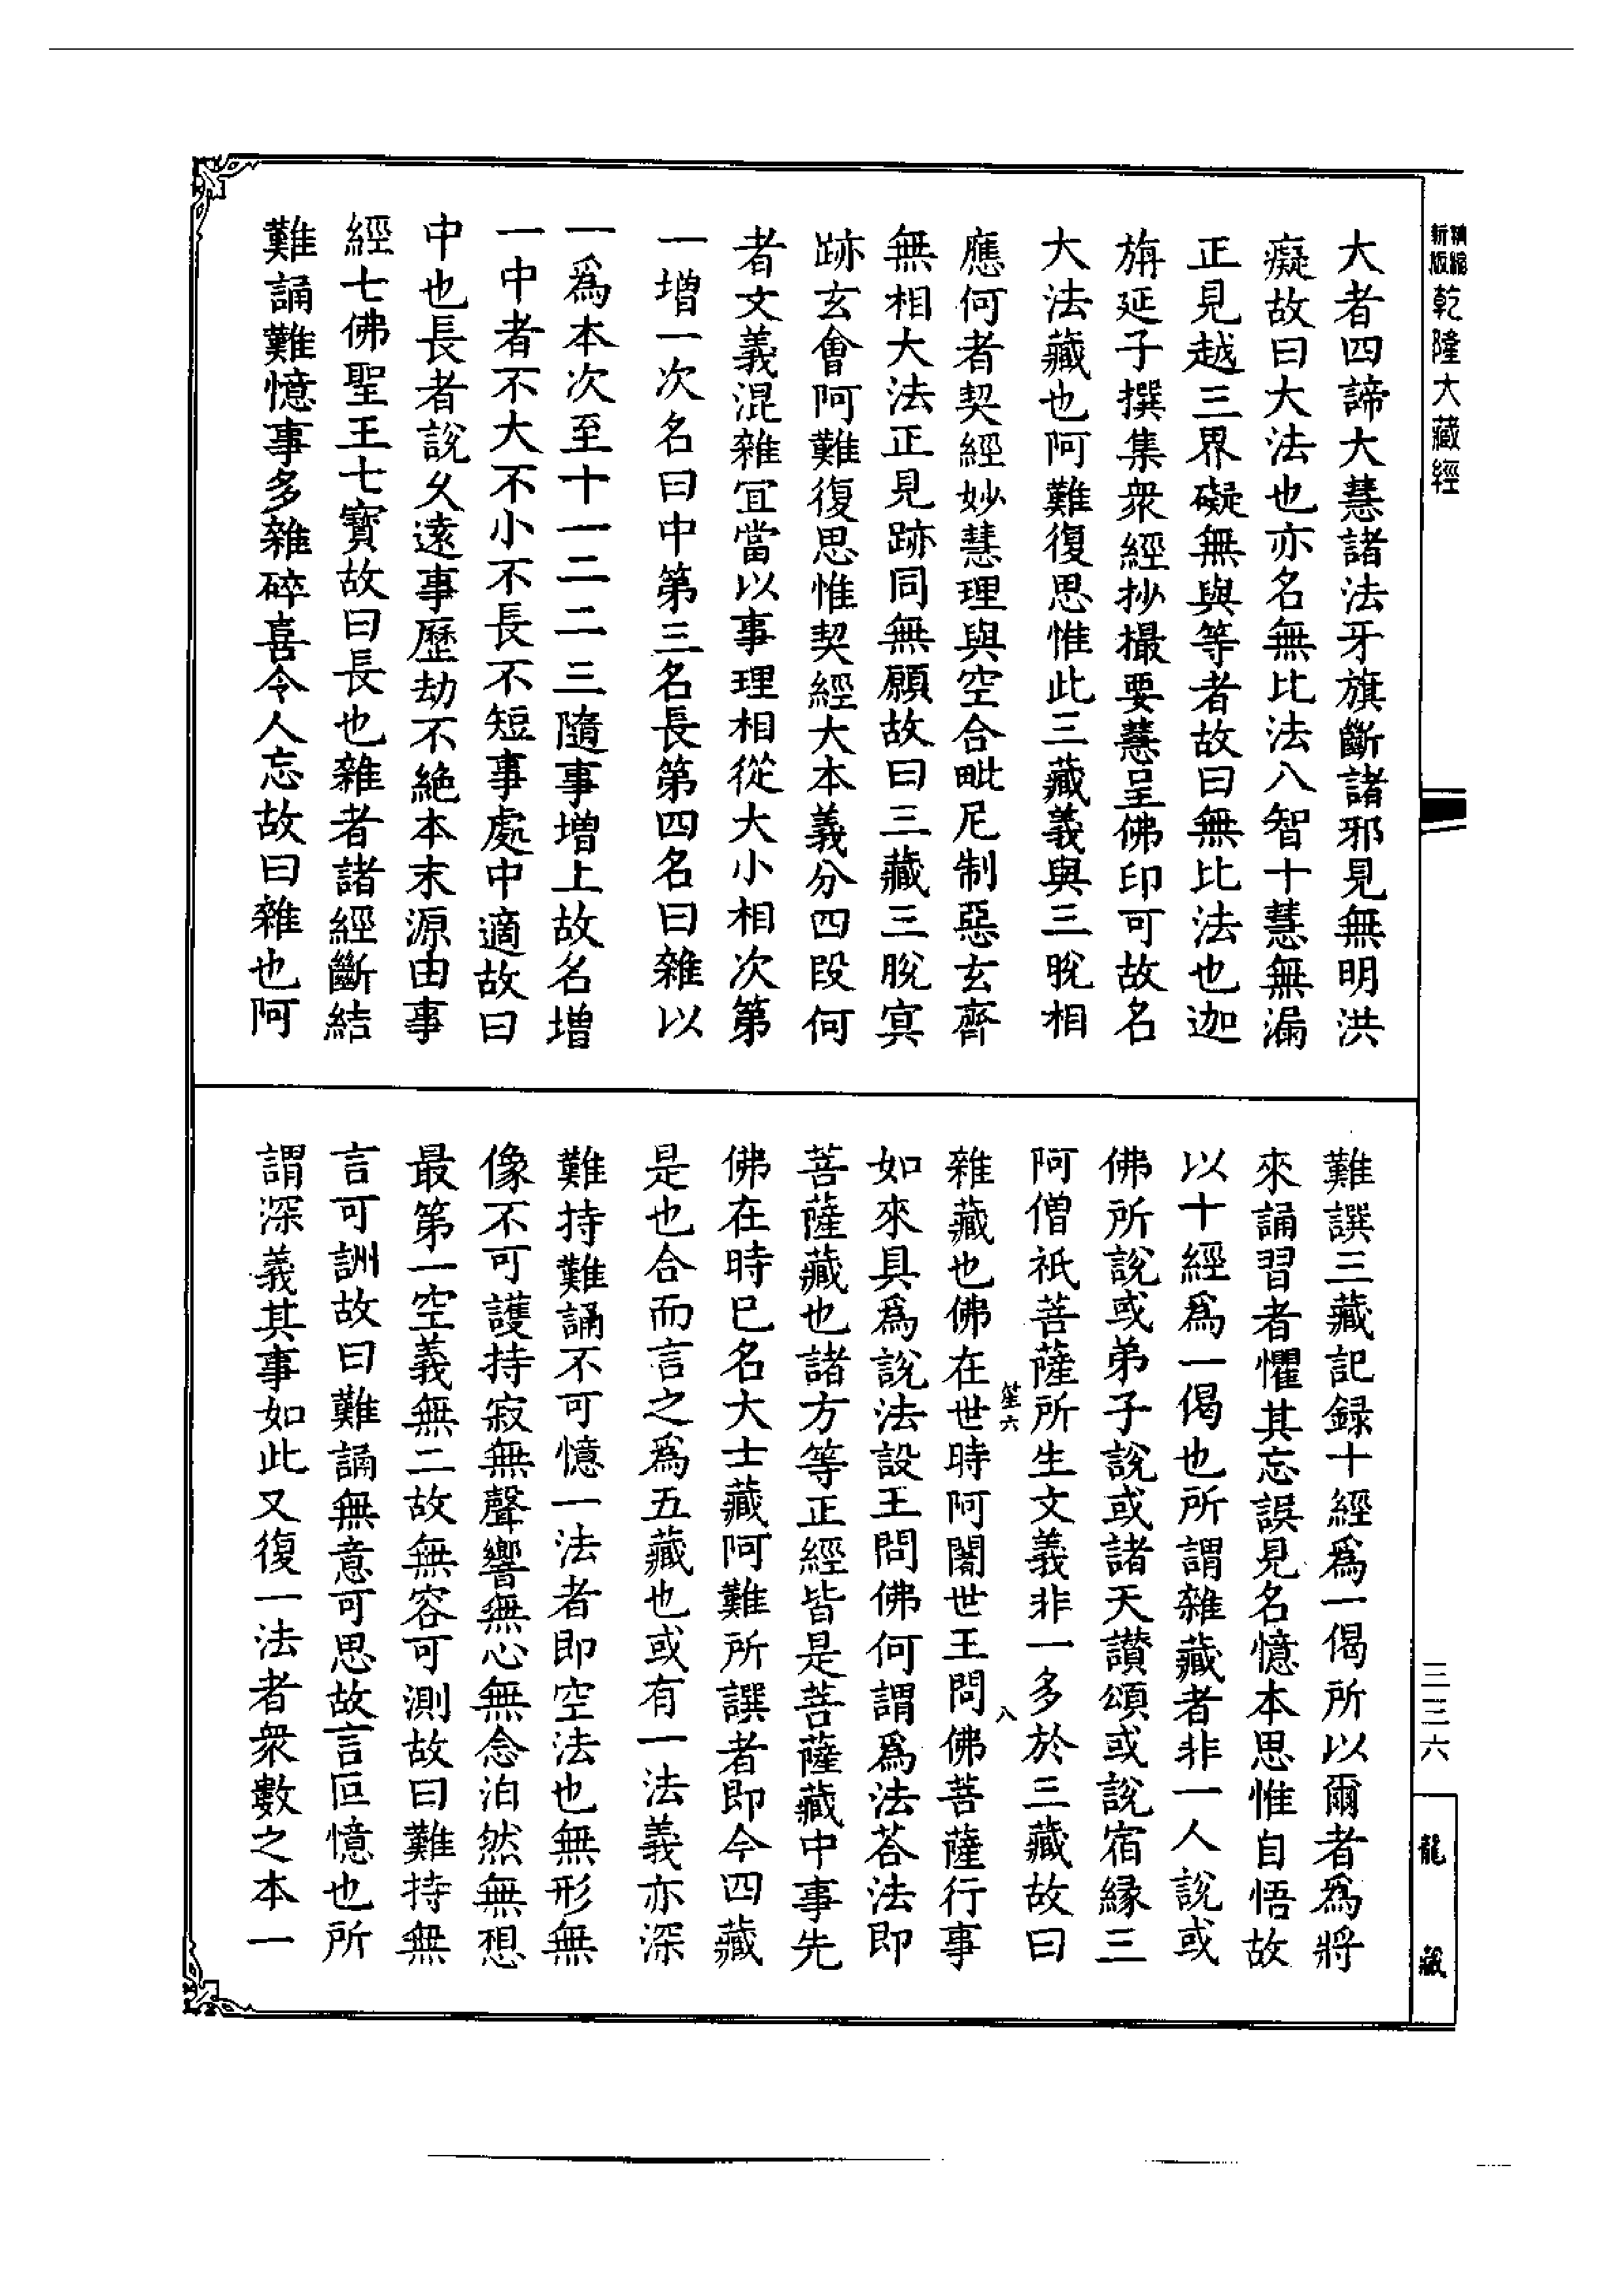 精縮新版乾隆大藏經
大者四諦大慧諸法牙旗斷諸邪見無明洪
癡故曰大法也亦名無比法八智十慧無漏
正見越三界礙無與等者故曰無比法也迦
旃延子撰集衆經抄撮要慧呈佛印可故名
大法藏也阿難復思惟此三藏義與三脫相
應何者契經妙慧理與空合毗尼制惡玄齊
無相大法正見跡同無願故曰三藏三脫㝠
跡玄會阿難復思惟契經大本義分四段何
者文義混雜宜當以事理相從大小相次第
一增一次名曰中第三名長第四名曰雜以
一爲本次至十一二二三隨事增上故名增
一中者不大不小不長不短事處中適故曰
中也長者說久遠事歷劫不絶本末源由事
經七佛聖王七寶故曰長也雜者諸經斷結
難誦難憶事多雜碎喜令人忘故曰雜也阿
難譔三藏記録十經爲一偈所以爾者爲將
來誦習者懼其忘誤見名憶本思惟自悟故
以十經爲一偈也所謂雜藏者非一人說或
佛所說或弟子說或諸天讃頌或說宿縁三
阿僧祇菩薩所生文義非一多於三藏故曰
笙六 八
雜藏也佛在世時阿闍世王問佛菩薩行事
如來具爲說法設王問佛何謂爲法荅法即
菩薩藏也諸方等正經皆是菩薩藏中事先
佛在時已名大士藏阿難所譔者即今四藏
是也合而言之爲五藏也或有一法義亦深
難持難誦不可憶一法者即空法也無形無
像不可護持寂無聲響無心無念泊然無想
最第一空義無二故無容可測故曰難持無
言可詶故曰難誦無意可思故言叵憶也所
謂深義其事如此又復一法者衆數之本一
三三六
龍藏